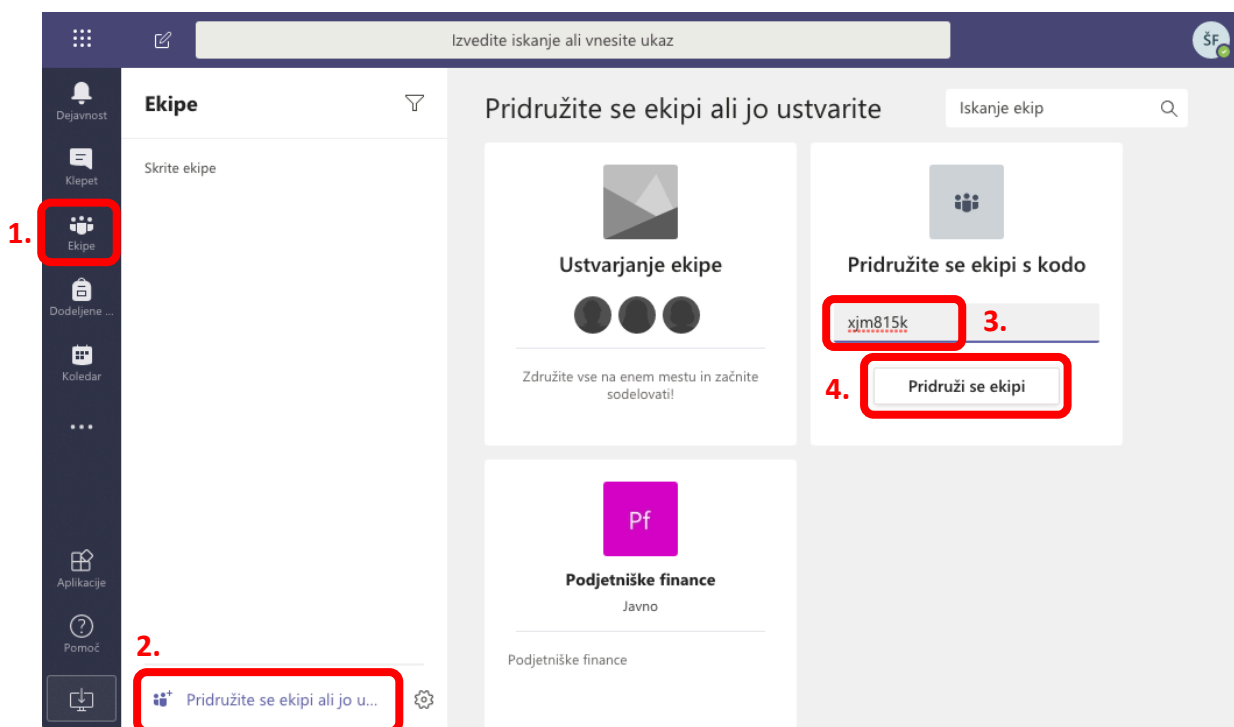 Izvedite iskanje ali vnesite ukaz
ŠF
Dejavnost
Klepet
1.
Ekipe
Dodeljene ...
Koledar
Aplikacije
Pomoč
Ekipe
Skrite ekipe
2.
Pridružite se ekipi ali jo u...
Pridružite se ekipi ali jo ustvarite
Iskanje ekip
Ustvarjanje ekipe
Združite vse na enem mestu in začnite
sodelovati!
Pridružite se ekipi s kodo
xjm815k
3.
4.
Pridruži se ekipi
Pf
Podjetniške finance
Javno
Podjetniške finance